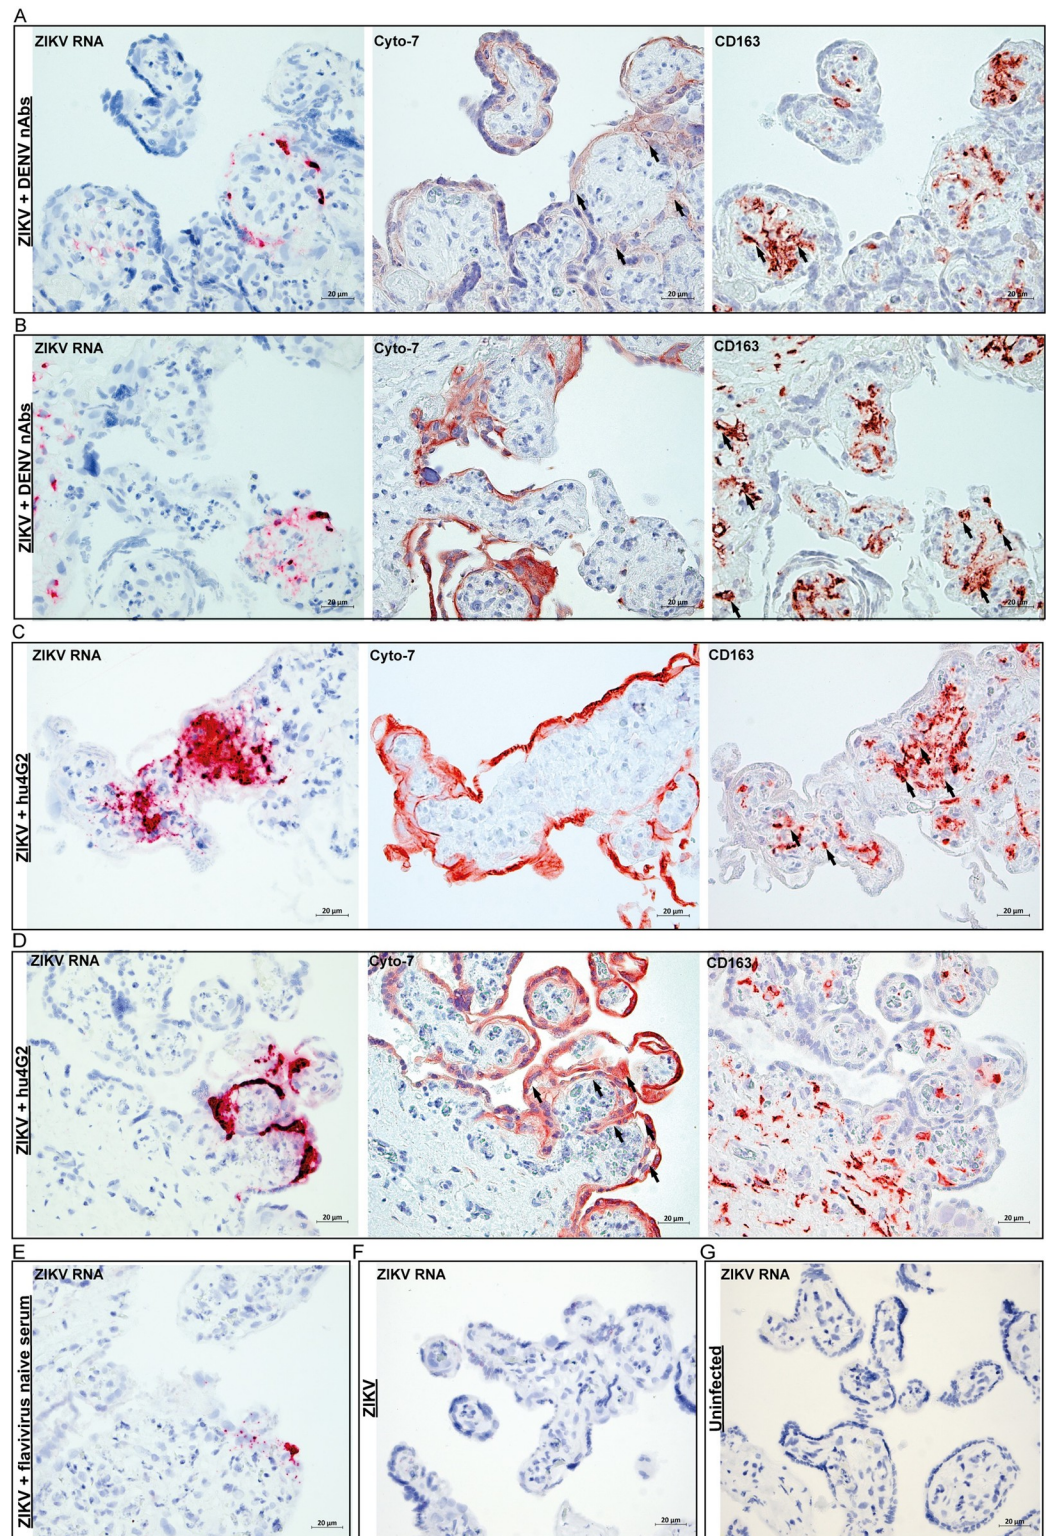 A
ZIKV + DENV nAbs
ZIKV RNA
20 µm
Cyto-7
20 µm
CD163
20 µm
B
ZIKV + DENV nAbs
ZIKV RNA
20 µm
Cyto-7
20 µm
CD163
20 µm
C
ZIKV + hu4G2
ZIKV RNA
20 µm
Cyto-7
20 µm
CD163
20 µm
D
ZIKV + hu4G2
ZIKV RNA
20 µm
Cyto-7
20 µm
CD163
20 µm
E
ZIKV + flavivirus naive serum
ZIKV RNA
20 µm
F
ZIKV
ZIKV RNA
20 µm
G
Uninfected
ZIKV RNA
20 µm